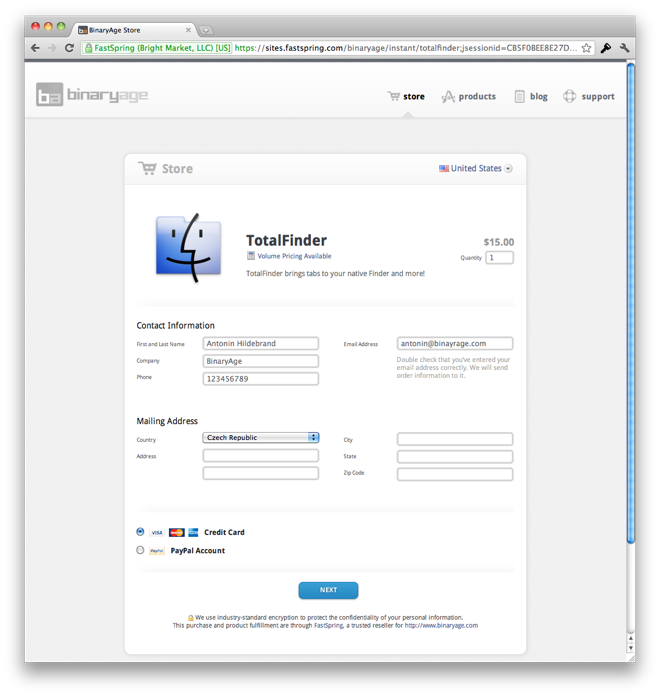 BinaryAge Store
FastSpring (Bright Market, LLC) [US] https://sites.fastspring.com/binaryage/instant/totalfinder;jsessionid=CB5F0BEE8E27D...
ba binaryage
store products blog support
Store
United States
TotalFinder
$15.00
Volume Pricing Available
Quantity 1
TotalFinder brings tabs to your native Finder and more!
Contact Information
First and Last Name Antonin Hildebrand
Email Address antonin@binayrage.com
Company BinaryAge
Double check that you've entered your
email address correctly. We will send
order information to it.
Phone 123456789
Mailing Address
Country Czech Republic
City
Address
State
Zip Code
VISA MasterCard Credit Card
PayPal PayPal Account
NEXT
We use industry-standard encryption to protect the confidentiality of your personal information.
This purchase and product fulfillment are through FastSpring, a trusted reseller for http://www.binaryage.com